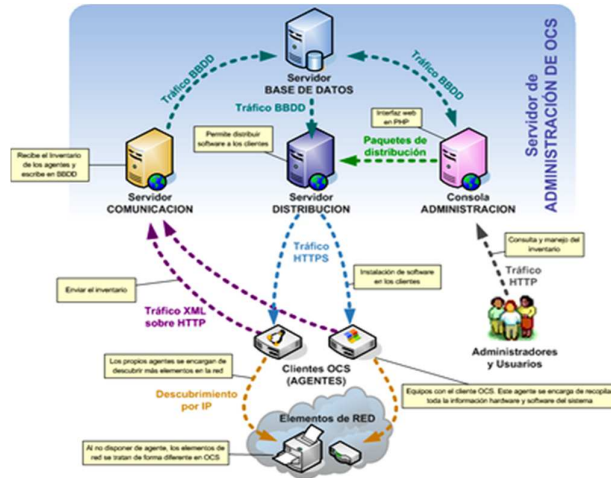 Servidor
BASE DE DATOS
Servidor de
ADMINISTRACIÓN DE OCS
Tráfico BBDD
Tráfico BBDD
Tráfico BBDD
Interfaz web
en PHP
Permite distribuir
software a los clientes
Paquetes de
distribución
Recibe el Inventario
de los agentes y
escribe en BBDD
Servidor
COMUNICACION
Servidor
DISTRIBUCION
Consola
ADMINISTRACION
Consulta y manejo del
inventario
Tráfico
HTTPS
Tráfico
HTTP
Instalación de software
en los clientes
Enviar el inventario
Tráfico XML
sobre HTTP
Administradores
y Usuarios
Los propios agentes se encargan de
descubrir más elementos en la red
Clientes OCS
(AGENTES)
Equipos con el cliente OCS. Este agente se encarga de recopila
toda la información hardware y software del sistema
Descubrimiento
por IP
Elementos de RED
Al no disponer de agente, los elementos de
red se tratan de forma diferente en OCS